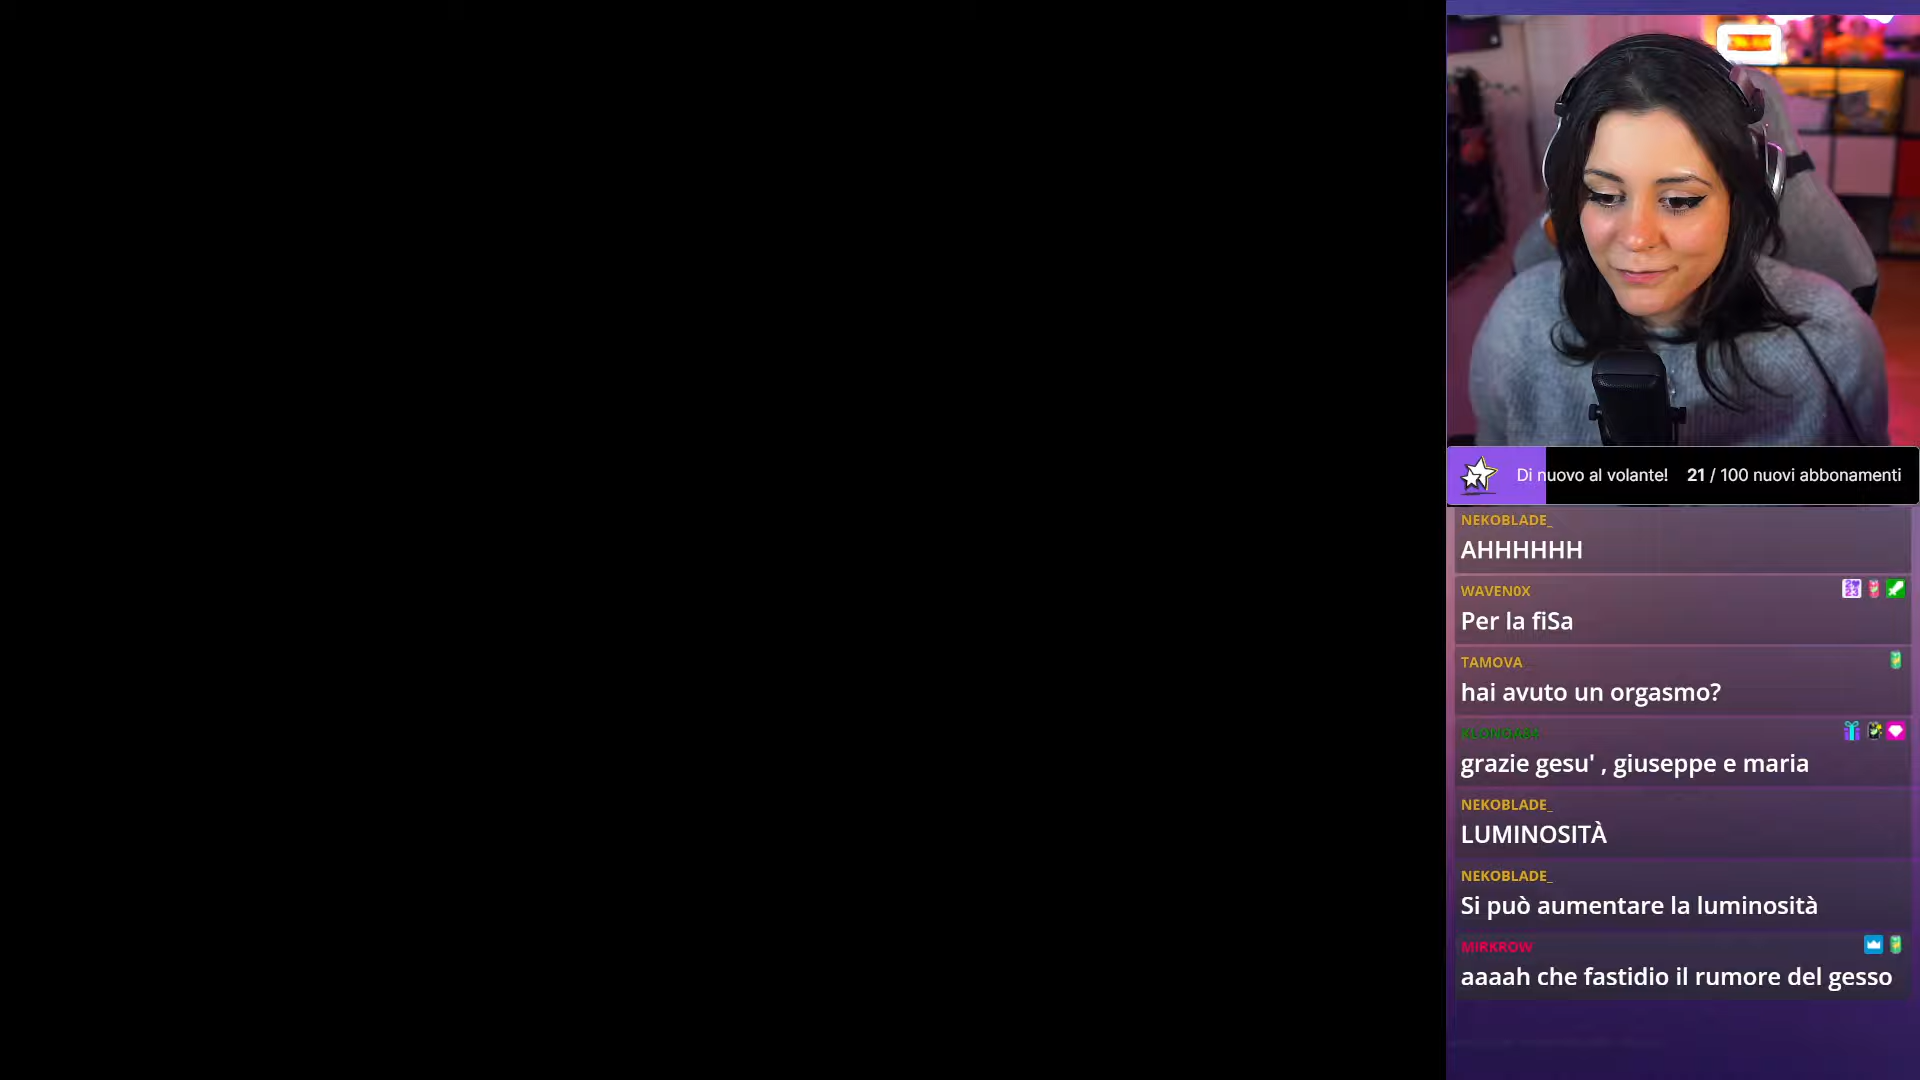 Di nuovo al volante! 21 / 100 nuovi abbonamenti
NEKOBLADE_
AHHHHHH
WAVEN0X
Per la fiSa
TAMOVA_
hai avuto un orgasmo?
grazie gesu' , giuseppe e maria
NEKOBLADE_
LUMINOSITÀ
NEKOBLADE_
Si può aumentare la luminosità
MIRKROW
aaaah che fastidio il rumore del gesso